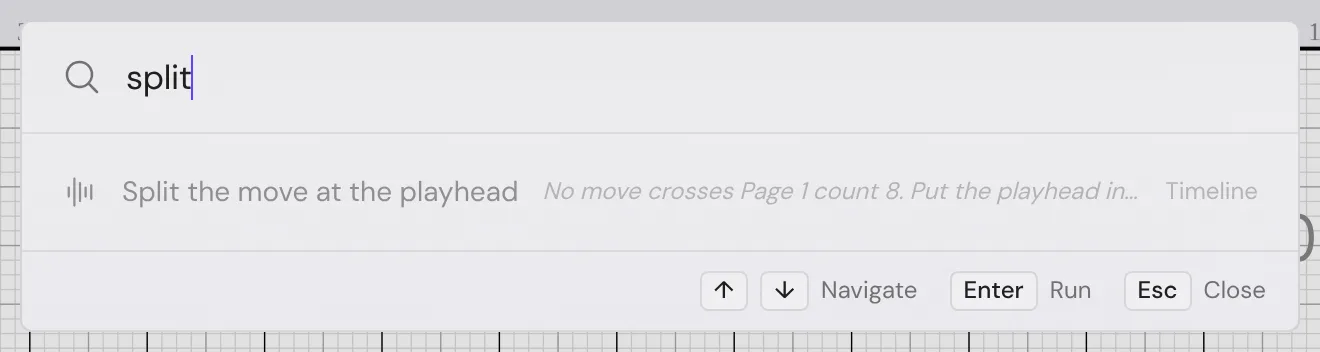 split
Split the move at the playhead No move crosses Page 1 count 8. Put the playhead in... Timeline
↑ ↓ Navigate Enter Run Esc Close